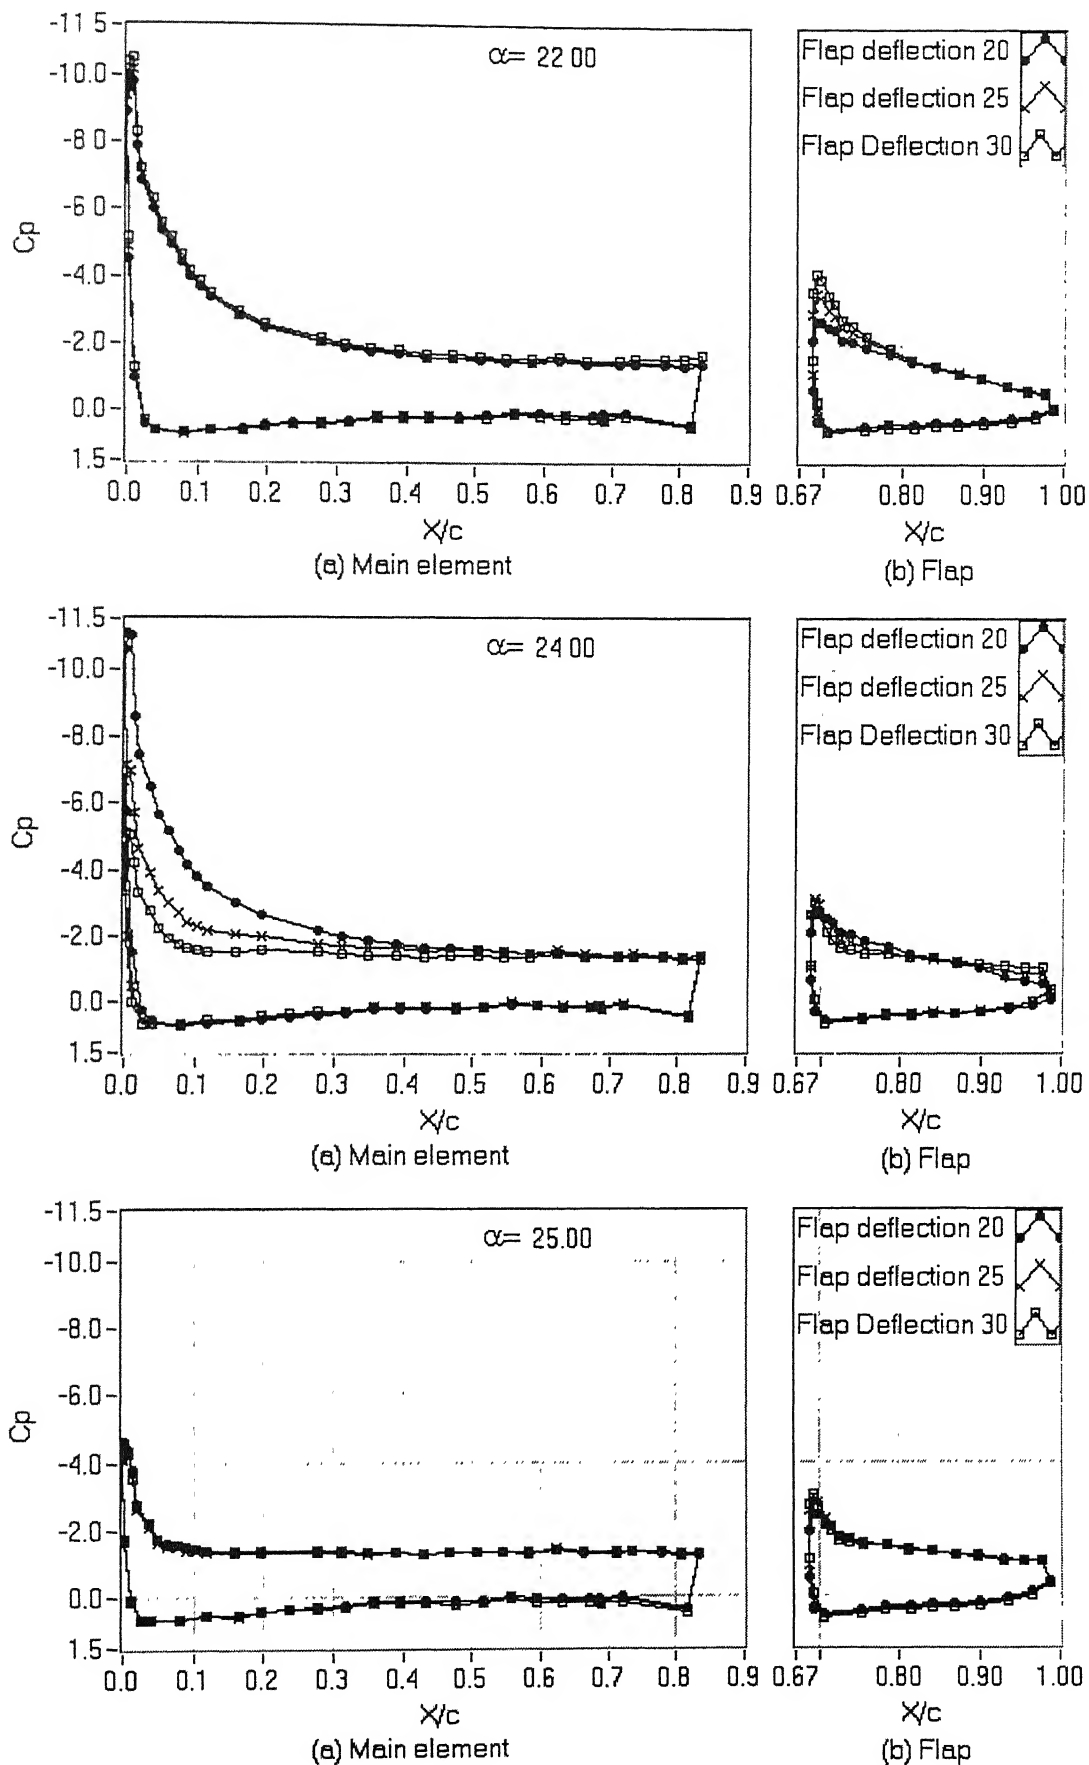 α= 22 00
-11.5
-10.0
-8.0
-6 0
-4.0
-2.0
0.0
1.5
Cp
0.0 0.1 0.2 0.3 0.4 0.5 0.6 0.7 0.8 0.9
X/c
(a) Main element
Flap deflection 20
Flap deflection 25
Flap Deflection 30
0.67 0.80 0.90 1.00
X/c
(b) Flap
α= 24 00
-11.5
-10.0
-8.0
-6.0
-4.0
-2.0
0.0
1.5
Cp
0.0 0.1 0.2 0.3 0.4 0.5 0.6 0.7 0.8 0.9
X/c
(a) Main element
Flap deflection 20
Flap deflection 25
Flap Deflection 30
0.67 0.80 0.90 1.00
X/c
(b) Flap
α= 25.00
-11.5
-10.0
-8.0
-6.0
-4.0
-2.0
0.0
1.5
Cp
0.0 0.1 0.2 0.3 0.4 0.5 0.6 0.7 0.8 0.9
X/c
(a) Main element
Flap deflection 20
Flap deflection 25
Flap Deflection 30
0.67 0.80 0.90 1.00
X/c
(b) Flap